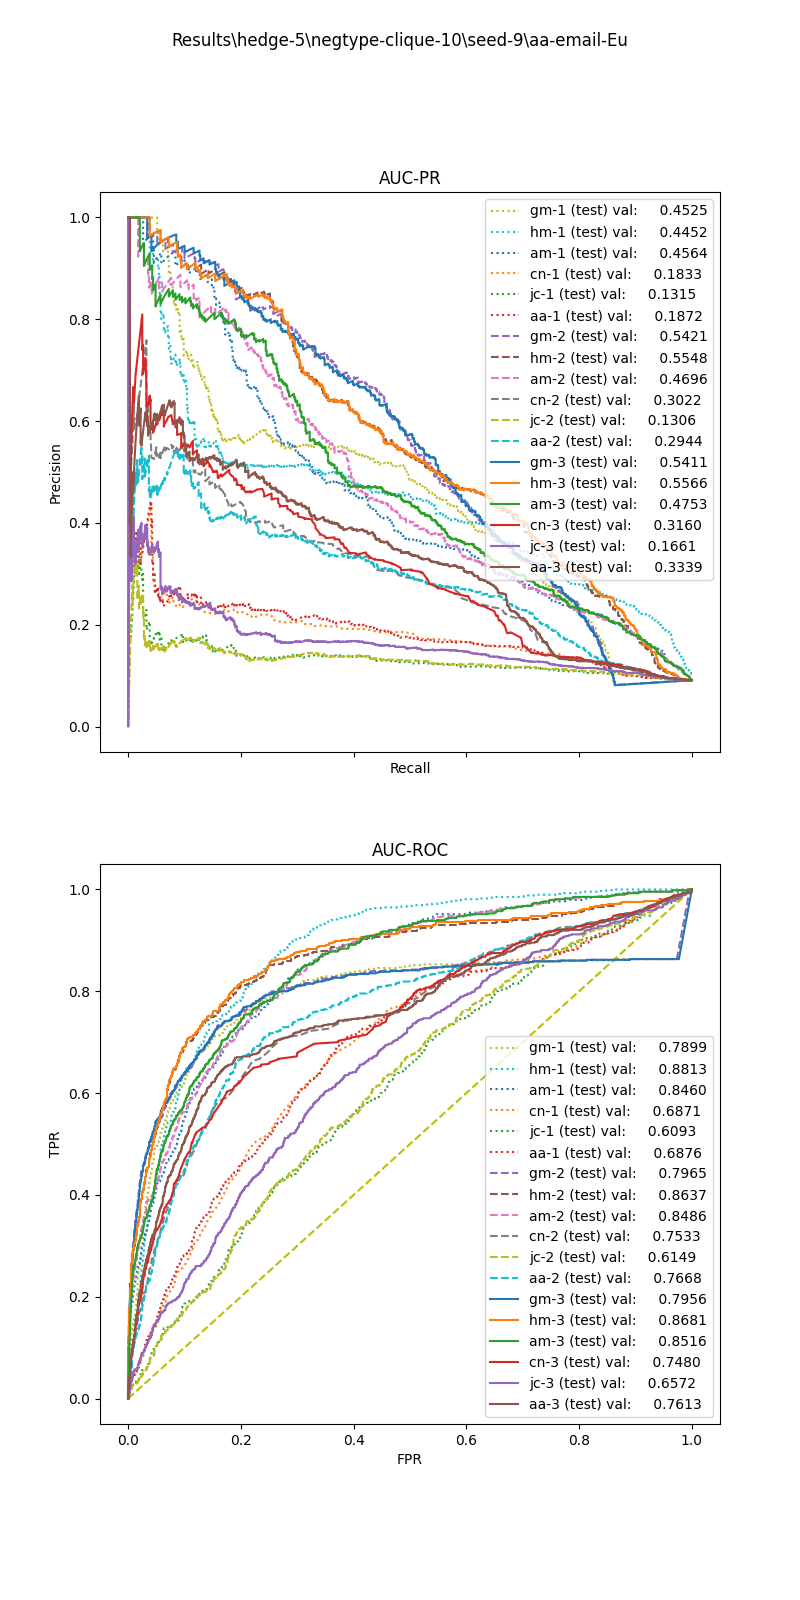 Results\hedge-5\negtype-clique-10\seed-9\aa-email-Eu
AUC-PR
1.0
0.8
0.6
0.4
0.2
0.0
Precision
Recall
gm-1 (test) val: 0.4525
hm-1 (test) val: 0.4452
am-1 (test) val: 0.4564
cn-1 (test) val: 0.1833
jc-1 (test) val: 0.1315
aa-1 (test) val: 0.1872
gm-2 (test) val: 0.5421
hm-2 (test) val: 0.5548
am-2 (test) val: 0.4696
cn-2 (test) val: 0.3022
jc-2 (test) val: 0.1306
aa-2 (test) val: 0.2944
gm-3 (test) val: 0.5411
hm-3 (test) val: 0.5566
am-3 (test) val: 0.4753
cn-3 (test) val: 0.3160
jc-3 (test) val: 0.1661
aa-3 (test) val: 0.3339
AUC-ROC
1.0
0.8
0.6
0.4
0.2
0.0
TPR
0.0 0.2 0.4 0.6 0.8 1.0
FPR
gm-1 (test) val: 0.7899
hm-1 (test) val: 0.8813
am-1 (test) val: 0.8460
cn-1 (test) val: 0.6871
jc-1 (test) val: 0.6093
aa-1 (test) val: 0.6876
gm-2 (test) val: 0.7965
hm-2 (test) val: 0.8637
am-2 (test) val: 0.8486
cn-2 (test) val: 0.7533
jc-2 (test) val: 0.6149
aa-2 (test) val: 0.7668
gm-3 (test) val: 0.7956
hm-3 (test) val: 0.8681
am-3 (test) val: 0.8516
cn-3 (test) val: 0.7480
jc-3 (test) val: 0.6572
aa-3 (test) val: 0.7613